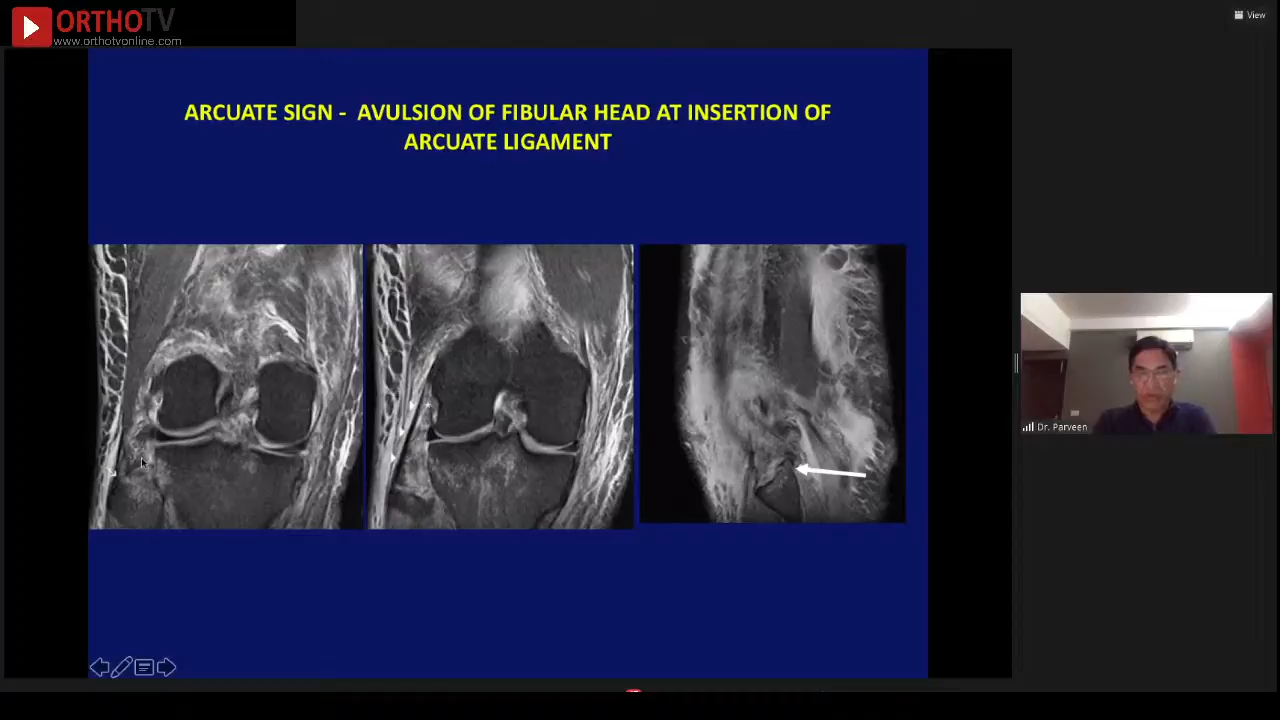 ORTHOTV
www.orthotvonline.com
View
ARCUATE SIGN - AVULSION OF FIBULAR HEAD AT INSERTION OF
ARCUATE LIGAMENT
Dr. Parveen